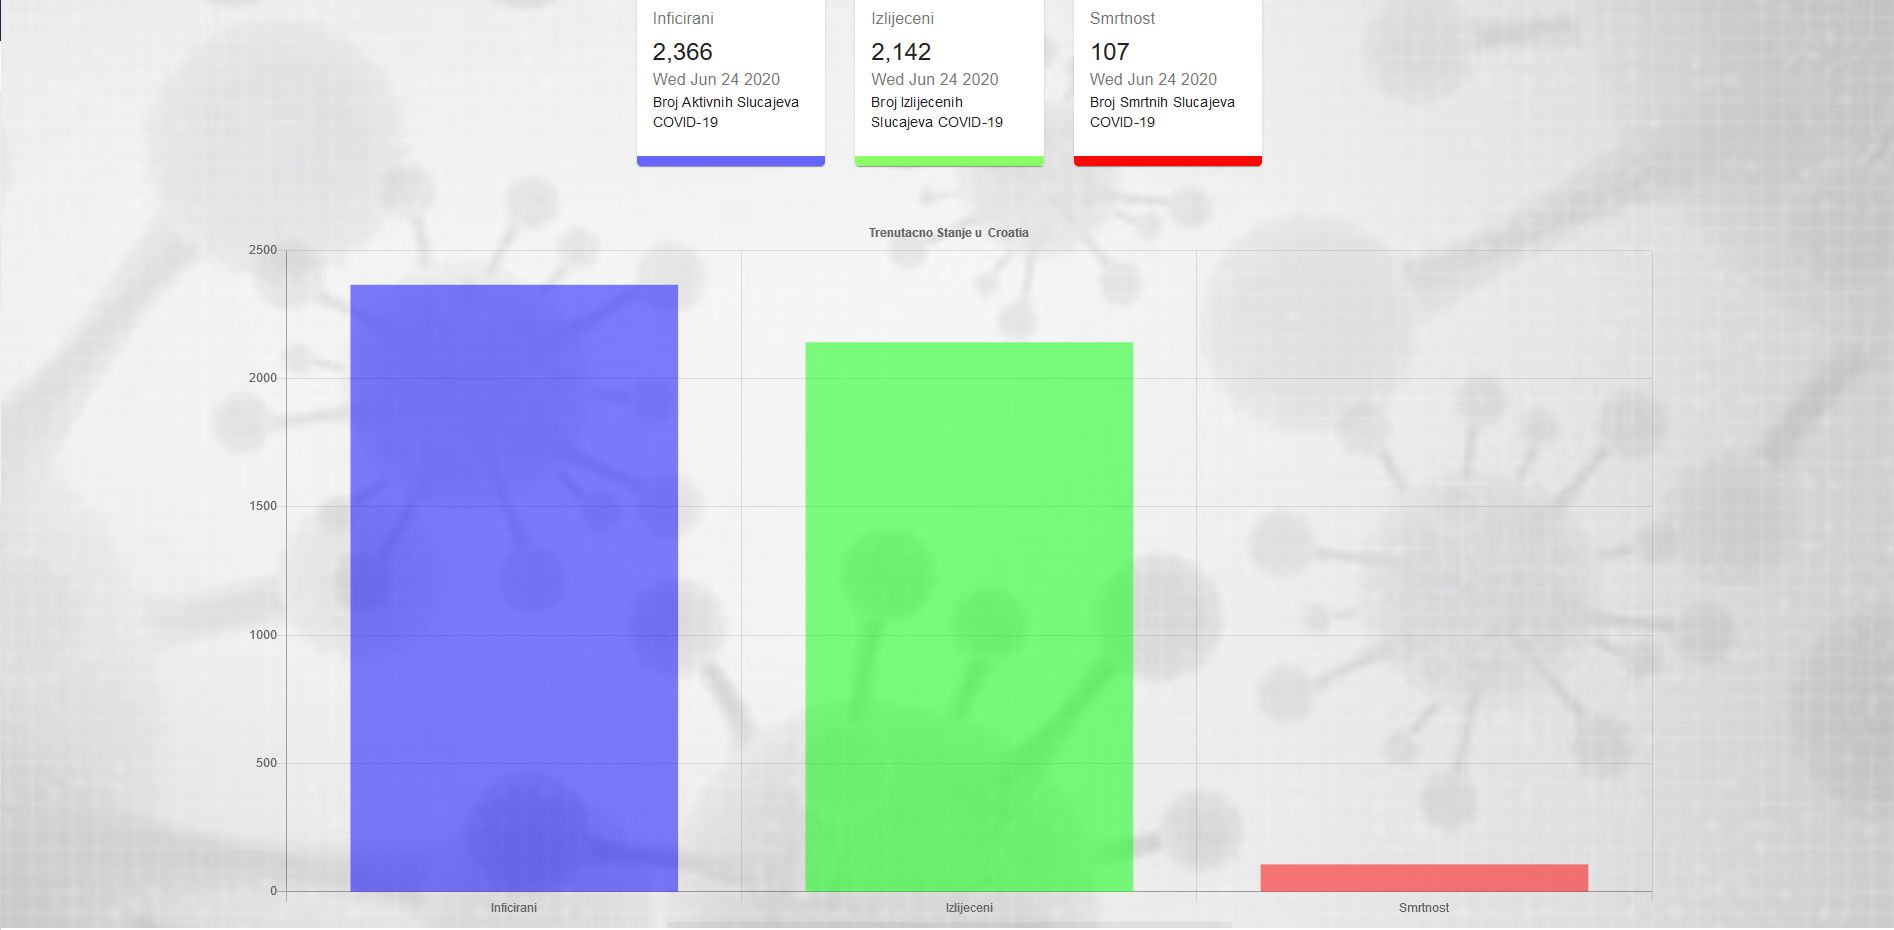 Inficirani
2,366
Wed Jun 24 2020
Broj Aktivnih Slucajeva
COVID-19
Izlijeceni
2,142
Wed Jun 24 2020
Broj Izlijecenih
Slucajeva COVID-19
Smrtnost
107
Wed Jun 24 2020
Broj Smrtnih Slucajeva
COVID-19
Trenutacno Stanje u Croatia
2500
2000
1500
1000
500
0
Inficirani
Izlijeceni
Smrtnost